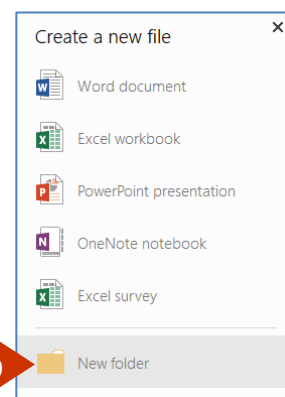 Create a new file
Word document
Excel workbook
PowerPoint presentation
OneNote notebook
Excel survey
New folder